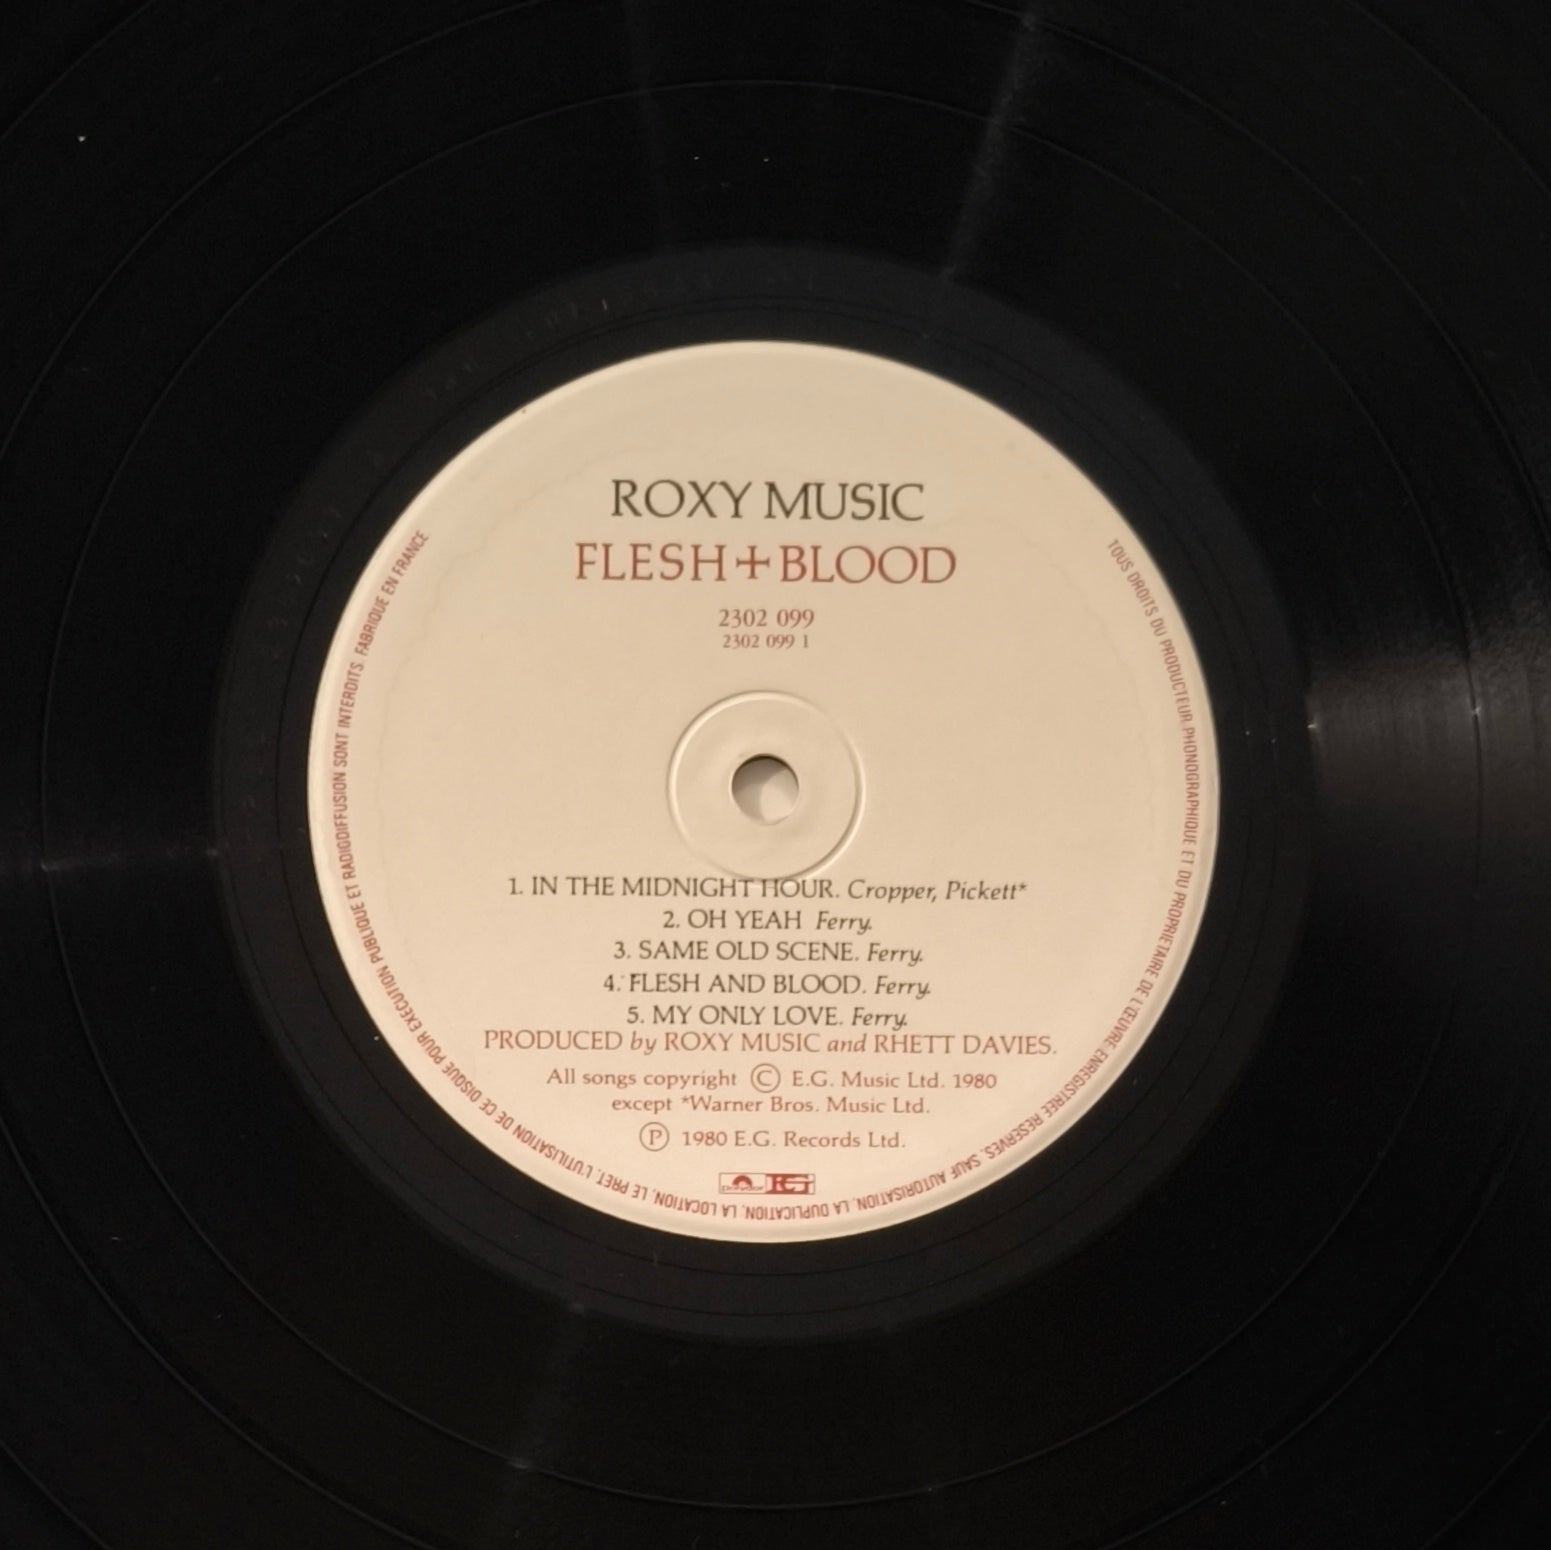 ROXY MUSIC
FLESH+BLOOD
2302 099
2302 099 1
1. IN THE MIDNIGHT HOUR. Cropper, Pickett*
2. OH YEAH Ferry.
3. SAME OLD SCENE. Ferry.
4. FLESH AND BLOOD. Ferry.
5. MY ONLY LOVE. Ferry.
PRODUCED by ROXY MUSIC and RHETT DAVIES.
All songs copyright © E.G. Music Ltd. 1980
except *Warner Bros. Music Ltd.
℗ 1980 E.G. Records Ltd.
polydor EG
TOUS DROITS DU PRODUCTEUR PHONOGRAPHIQUE ET DU PROPRIETAIRE DE L'ŒUVRE ENREGISTREE RESERVES. SAUF AUTORISATION, LA DUPLICATION, LA LOCATION, LE PRET, L'UTILISATION DE CE DISQUE POUR EXECUTION PUBLIQUE ET RADIODIFFUSION SONT INTERDITS. FABRIQUE EN FRANCE